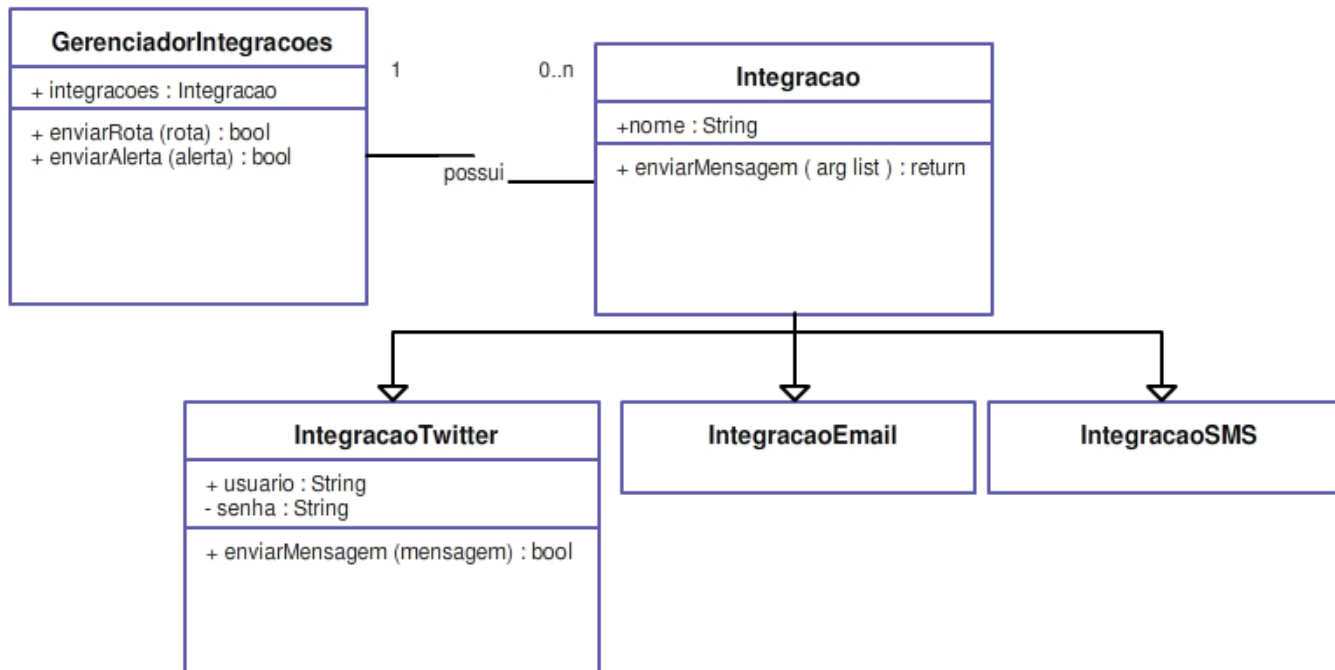 GerenciadorIntegracoes
+ integracoes : Integracao
+ enviarRota (rota) : bool
+ enviarAlerta (alerta) : bool
1
0..n
possui
Integracao
+nome : String
+ enviarMensagem ( arg list ) : return
IntegracaoTwitter
+ usuario : String
- senha : String
+ enviarMensagem (mensagem) : bool
IntegracaoEmail
IntegracaoSMS